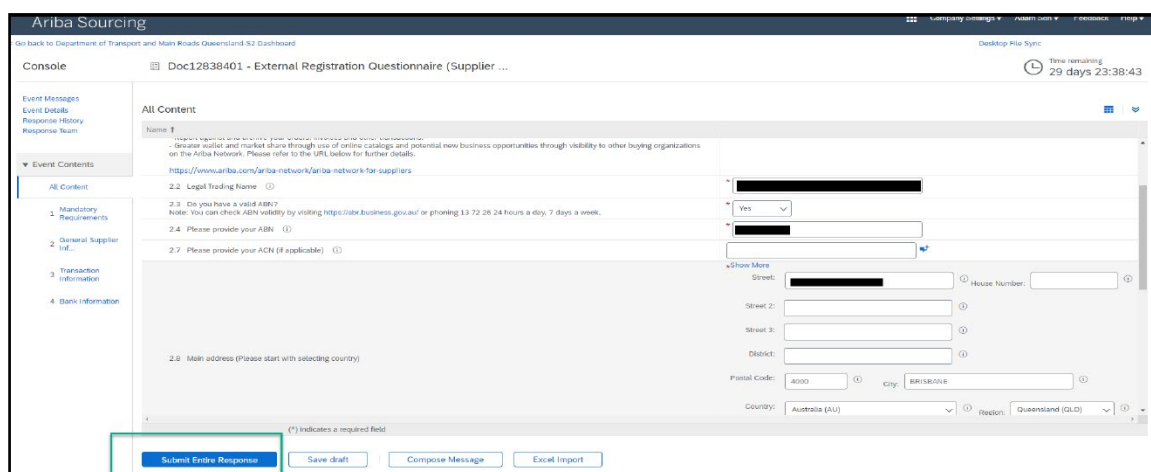 Ariba Sourcing
Company Settings ▾ Adam Son ▾ Feedback Help ▾
Go back to Department of Transport and Main Roads Queensland-S2 Dashboard
Desktop File Sync
Console
Doc12838401 - External Registration Questionnaire (Supplier ...
Time remaining
29 days 23:38:43
Event Messages
Event Details
Response History
Response Team
▼ Event Contents
All Content
1 Mandatory
Requirements
2 General Supplier
Inf...
3 Transaction
Information
4 Bank Information
All Content
Name ↑
- Report against and archive your orders, invoices and other transactions.
- Greater wallet and market share through use of online catalogs and potential new business opportunities through visibility to other buying organizations
on the Ariba Network. Please refer to the URL below for further details.
https://www.ariba.com/ariba-network/ariba-network-for-suppliers
2.2 Legal Trading Name
2.3 Do you have a valid ABN?
Note: You can check ABN validity by visiting https://abr.business.gov.au/ or phoning 13 72 26 24 hours a day, 7 days a week.
* Yes
2.4 Please provide your ABN
2.7 Please provide your ACN (if applicable)
2.8 Main address (Please start with selecting country)
*Show More
Street:
House Number:
Street 2:
Street 3:
District:
Postal Code: 4000 City: BRISBANE
Country: Australia (AU) Region: Queensland (QLD)
(*) indicates a required field
Submit Entire Response Save draft Compose Message Excel Import